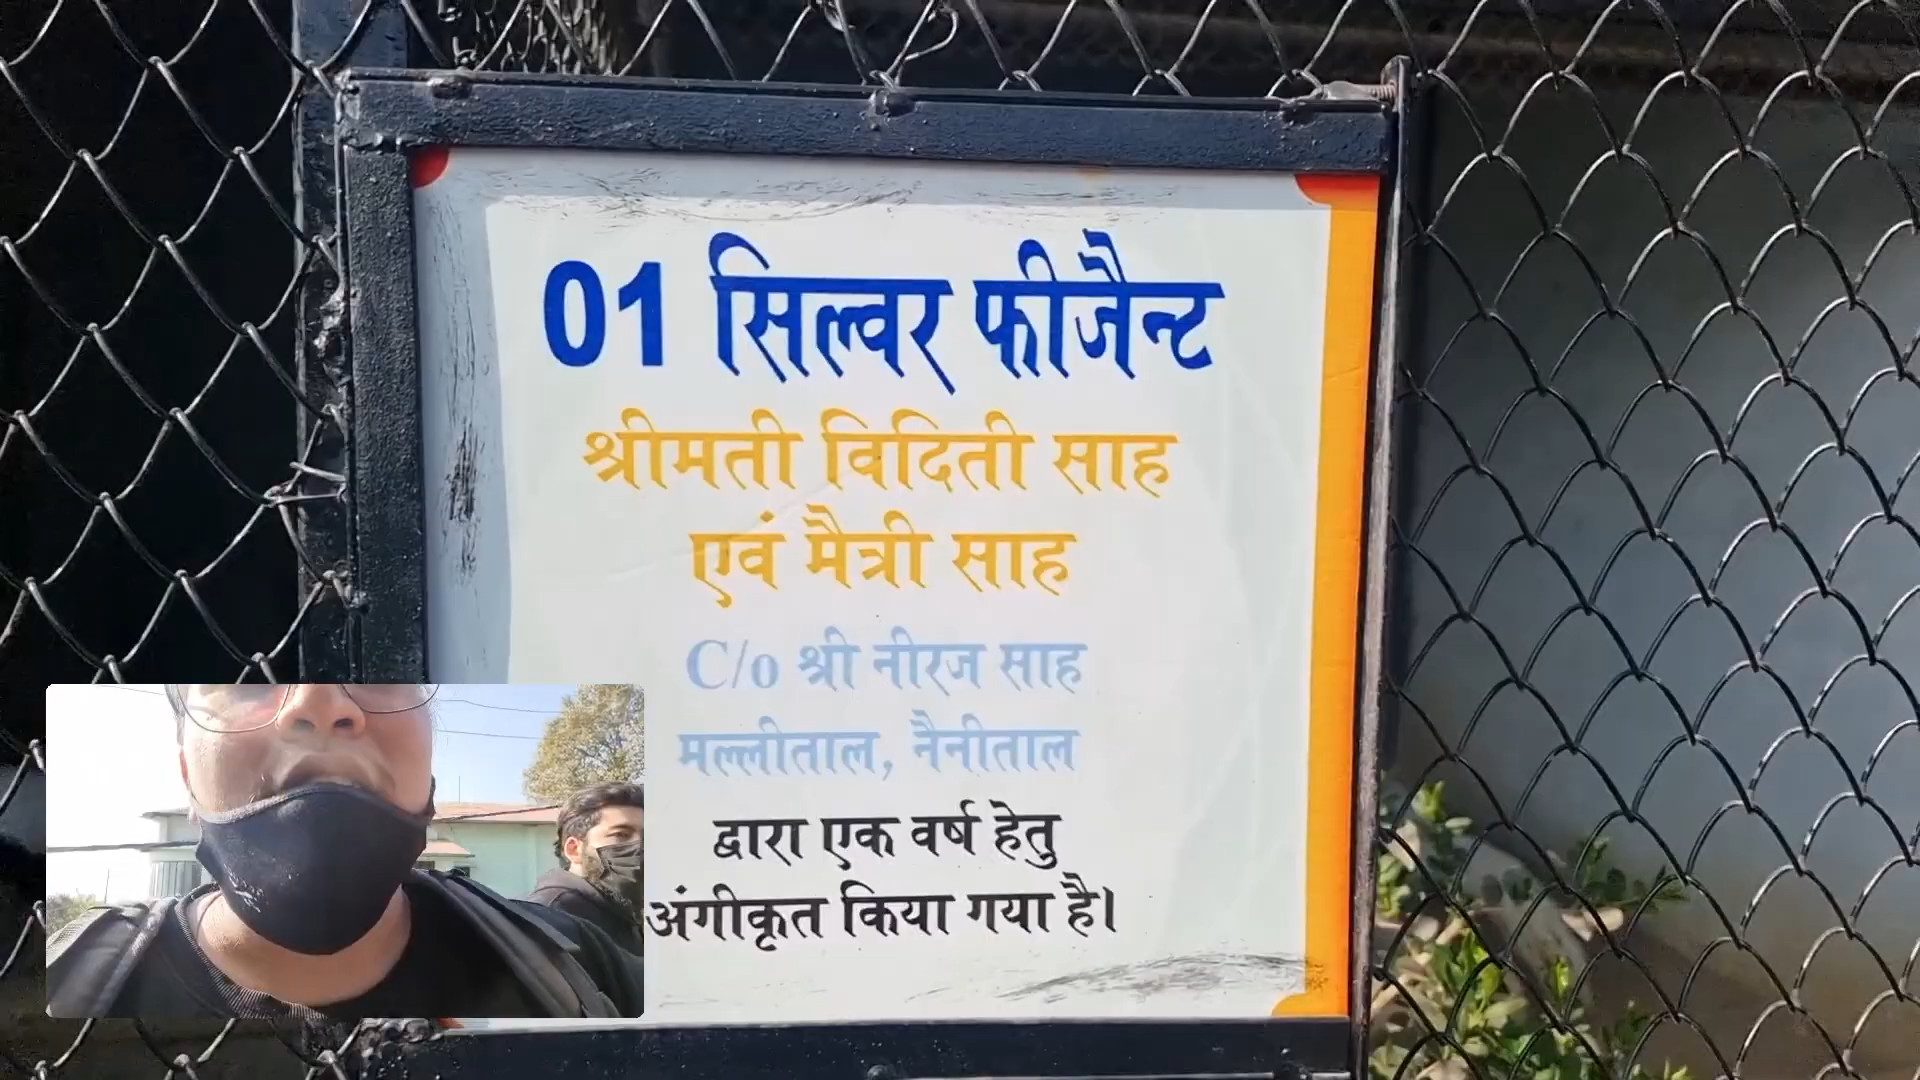 01 सिल्वर फीजैन्ट
श्रीमती विदिती साह
एवं मैत्री साह
C/o श्री नीरज साह
मल्लीताल, नैनीताल
द्वारा एक वर्ष हेतु
अंगीकृत किया गया है।